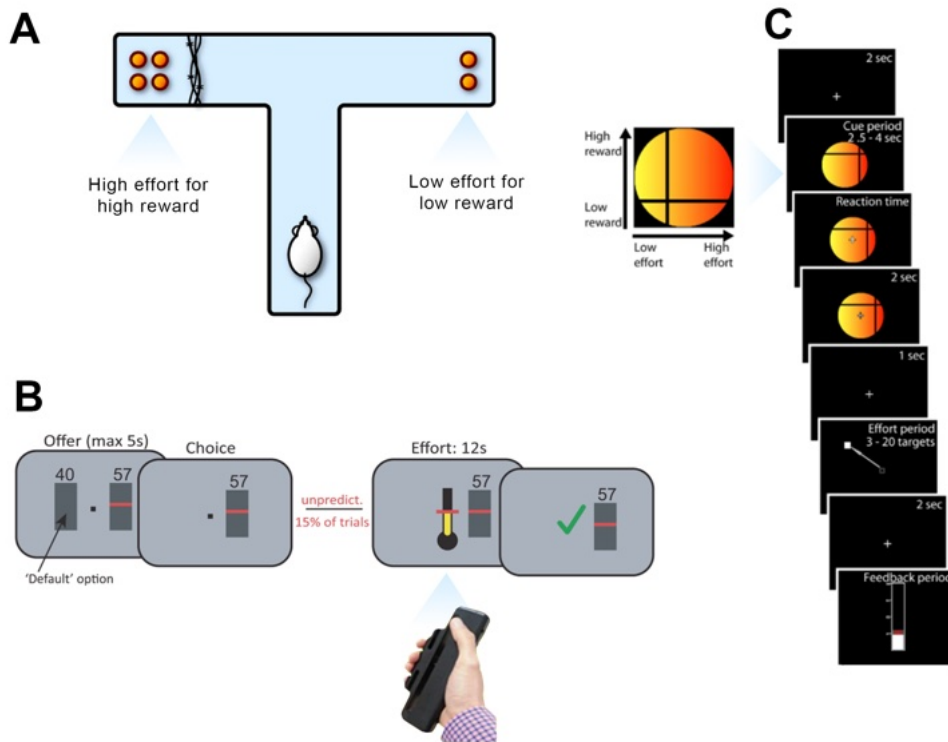 A
High effort for
high reward
Low effort for
low reward
B
Offer (max 5s)
40
57
'Default' option
Choice
57
unpredict.
15% of trials
Effort: 12s
57
57
C
High
reward
Low
reward
Low
effort
High
effort
2 sec
Cue period
2 .5 - 4 sec
Reaction time
2 sec
1 sec
Effort period
3 - 20 targets
2 sec
Feedback period